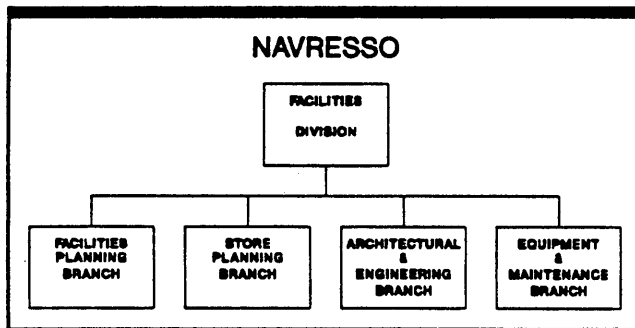 NAVRESSO
FACILITIES
DIVISION
FACILITIES
PLANNING
BRANCH
STORE
PLANNING
BRANCH
ARCHITECTURAL
&
ENGINEERING
BRANCH
EQUIPMENT
&
MAINTENANCE
BRANCH